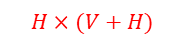 H × (V + H)